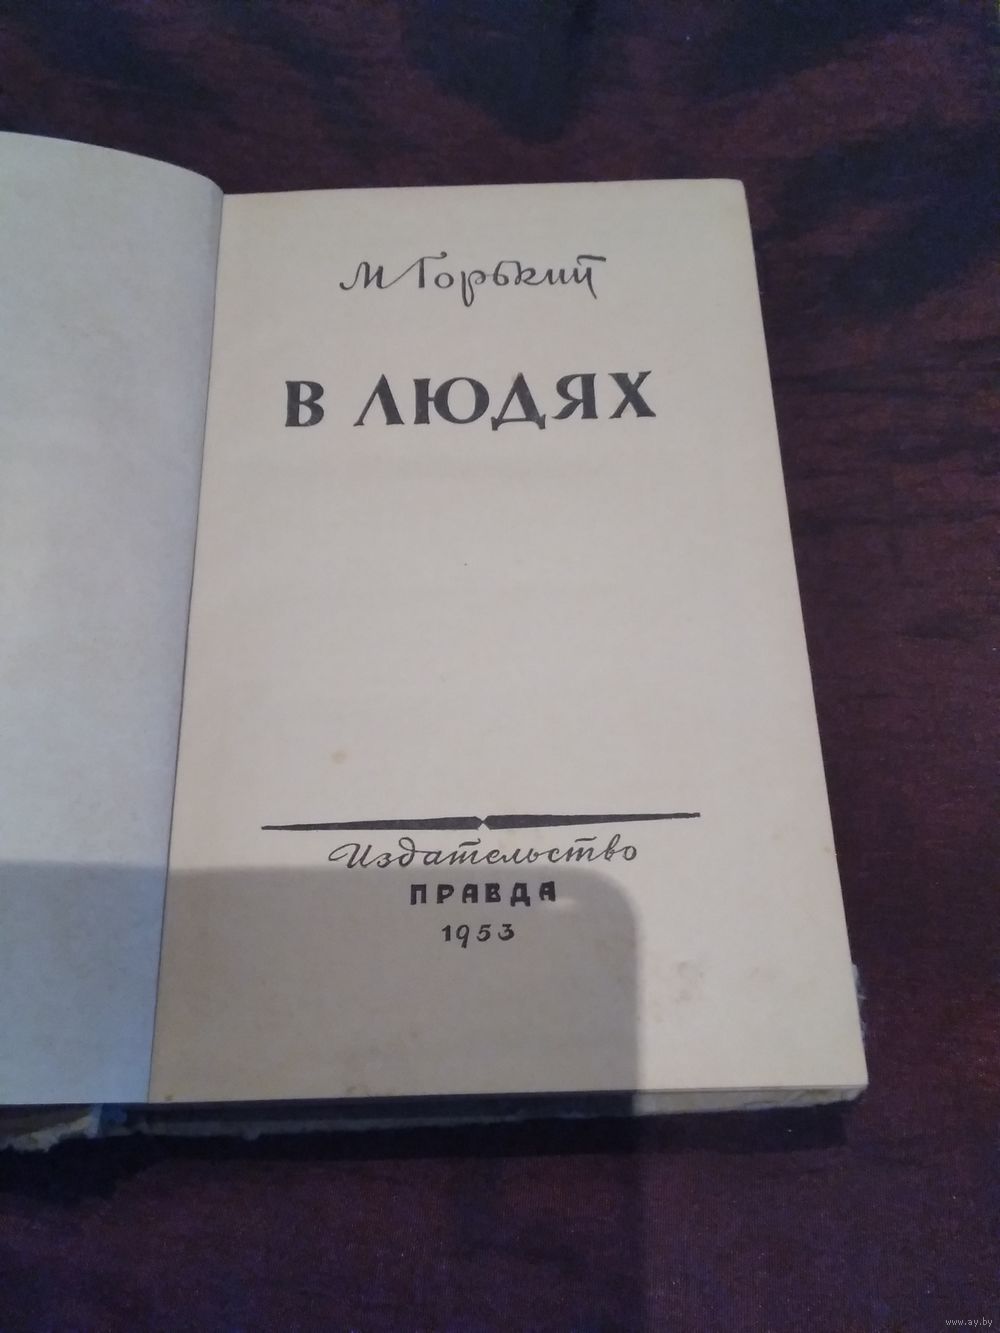 М Горький
В ЛЮДЯХ
Издательство
ПРАВДА
1953
www.ay.by